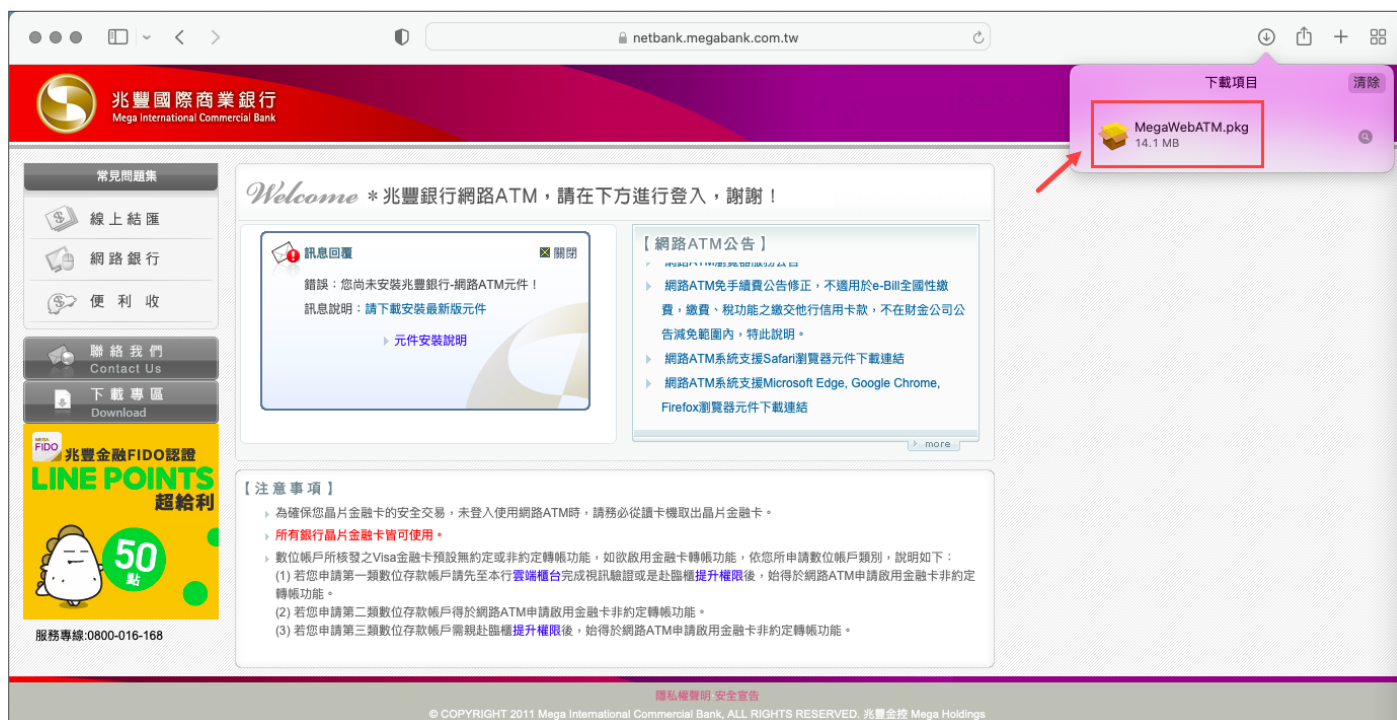 netbank.megabank.com.tw
下載項目
清除
MegaWebATM.pkg
14.1 MB
兆豐國際商業銀行
Mega International Commercial Bank
常見問題集
線上結匯
網路銀行
便利收
聯絡我們
Contact Us
下載專區
Download
MEGA
FIDO
兆豐金融FIDO認證
LINE POINTS
超給利
50
點
服務專線:0800-016-168
Welcome *兆豐銀行網路ATM，請在下方進行登入，謝謝！
訊息回覆
關閉
錯誤：您尚未安裝兆豐銀行-網路ATM元件！
訊息說明：請下載安裝最新版元件
元件安裝說明
【網路ATM公告】
網路ATM瀏覽器服務公告
網路ATM免手續費公告修正，不適用於e-Bill全國性繳
費，繳費、稅功能之繳交他行信用卡款，不在財金公司公
告減免範圍內，特此說明。
網路ATM系統支援Safari瀏覽器元件下載連結
網路ATM系統支援Microsoft Edge, Google Chrome,
Firefox瀏覽器元件下載連結
more
【注意事項】
為確保您晶片金融卡的安全交易，未登入使用網路ATM時，請務必從讀卡機取出晶片金融卡。
所有銀行晶片金融卡皆可使用。
數位帳戶所核發之Visa金融卡預設無約定或非約定轉帳功能，如欲啟用金融卡轉帳功能，依您所申請數位帳戶類別，說明如下：
(1) 若您申請第一類數位存款帳戶請先至本行雲端櫃台完成視訊驗證或是赴臨櫃提升權限後，始得於網路ATM申請啟用金融卡非約定
轉帳功能。
(2) 若您申請第二類數位存款帳戶得於網路ATM申請啟用金融卡非約定轉帳功能。
(3) 若您申請第三類數位存款帳戶需親赴臨櫃提升權限後，始得於網路ATM申請啟用金融卡非約定轉帳功能。
隱私權聲明 安全宣告
© COPYRIGHT 2011 Mega International Commercial Bank, ALL RIGHTS RESERVED. 兆豐金控 Mega Holdings